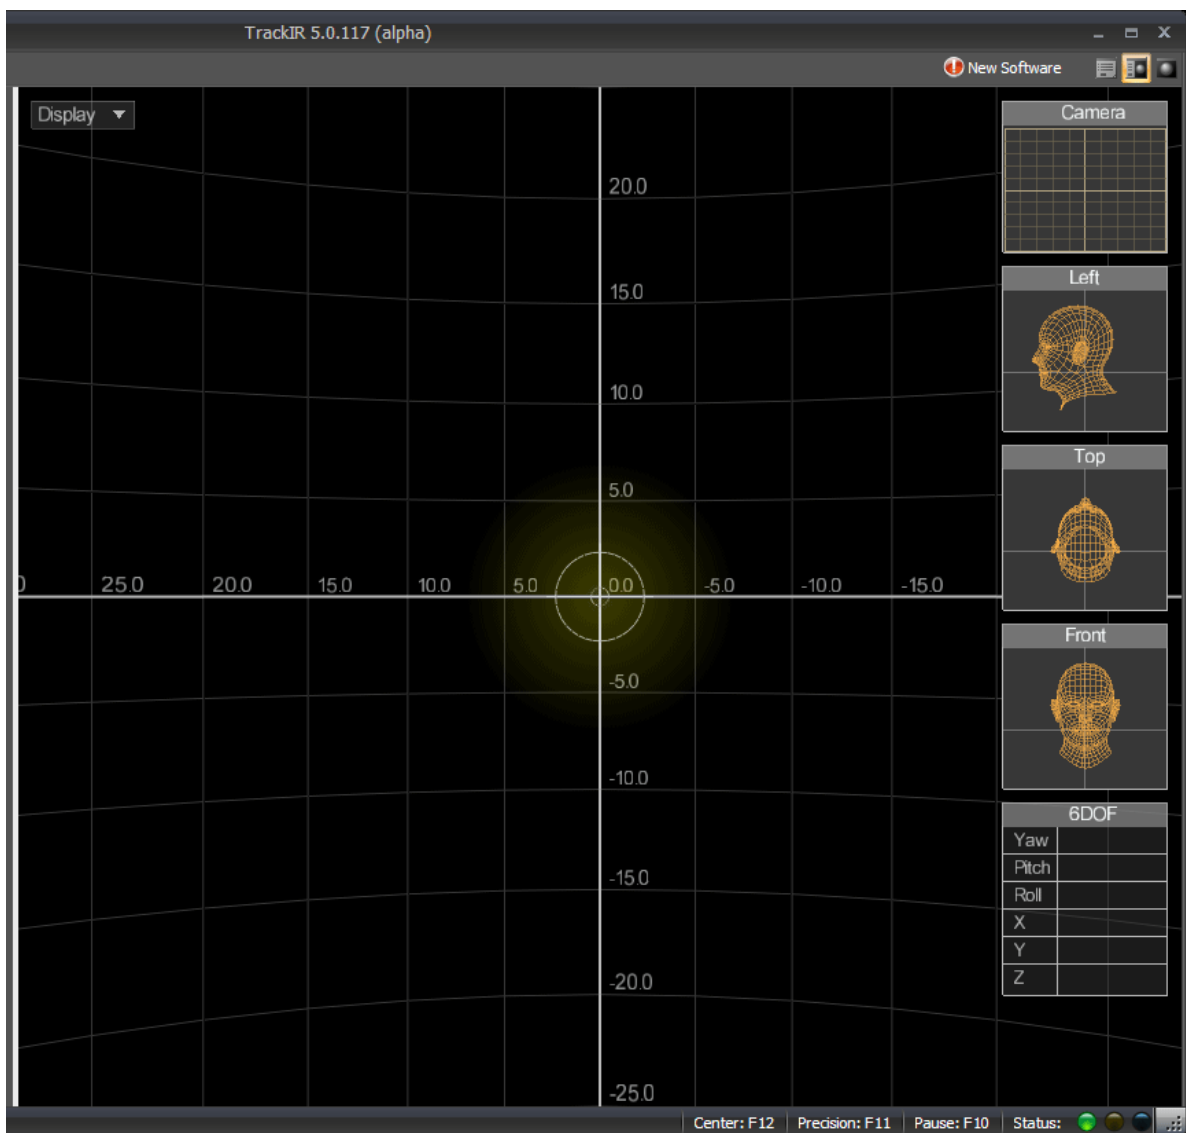 TrackIR 5.0.117 (alpha)
New Software
Display
Camera
20.0
15.0
Left
10.0
Top
5.0
25.0 20.0 15.0 10.0 5.0 0.0 -5.0 -10.0 -15.0
Front
-5.0
-10.0
6DOF
Yaw
Pitch
-15.0
Roll
X
Y
-20.0
Z
-25.0
Center: F12 Precision: F11 Pause: F10 Status: